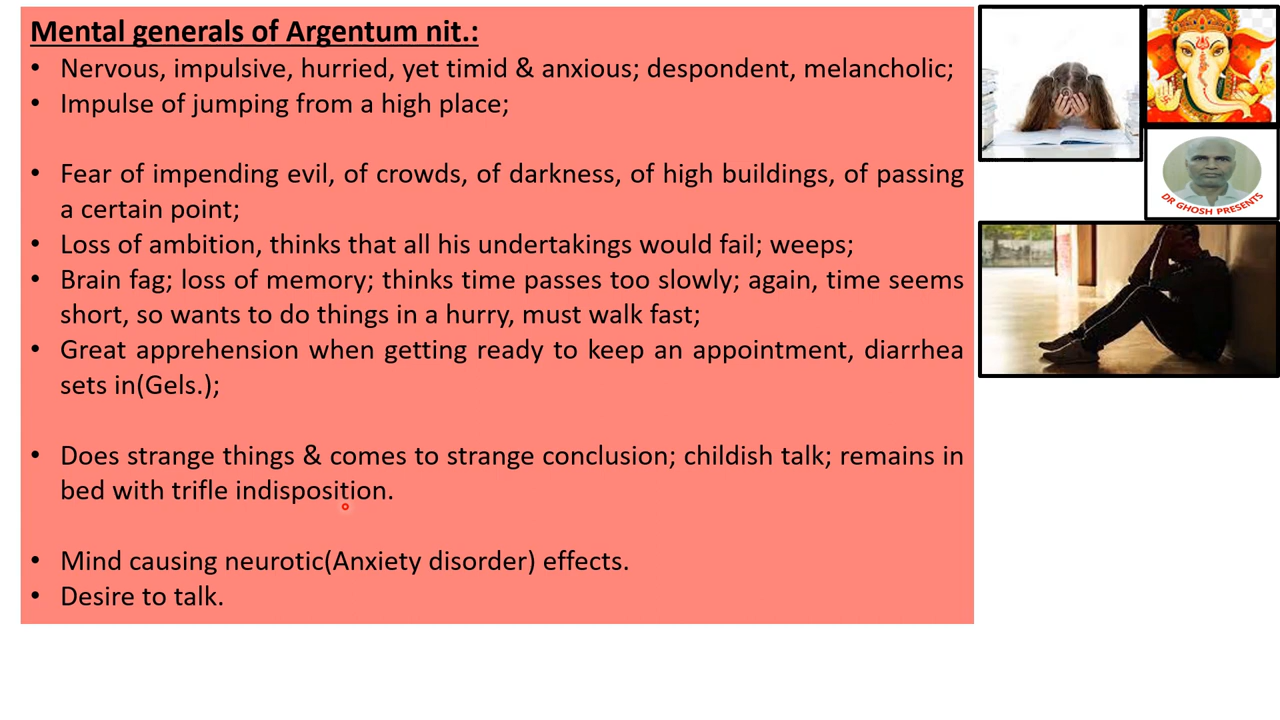 Mental generals of Argentum nit.:
• Nervous, impulsive, hurried, yet timid & anxious; despondent, melancholic;
• Impulse of jumping from a high place;
• Fear of impending evil, of crowds, of darkness, of high buildings, of passing
a certain point;
• Loss of ambition, thinks that all his undertakings would fail; weeps;
• Brain fag; loss of memory; thinks time passes too slowly; again, time seems
short, so wants to do things in a hurry, must walk fast;
• Great apprehension when getting ready to keep an appointment, diarrhea
sets in(Gels.);
• Does strange things & comes to strange conclusion; childish talk; remains in
bed with trifle indisposition.
• Mind causing neurotic(Anxiety disorder) effects.
• Desire to talk.
DR GHOSH PRESENTS